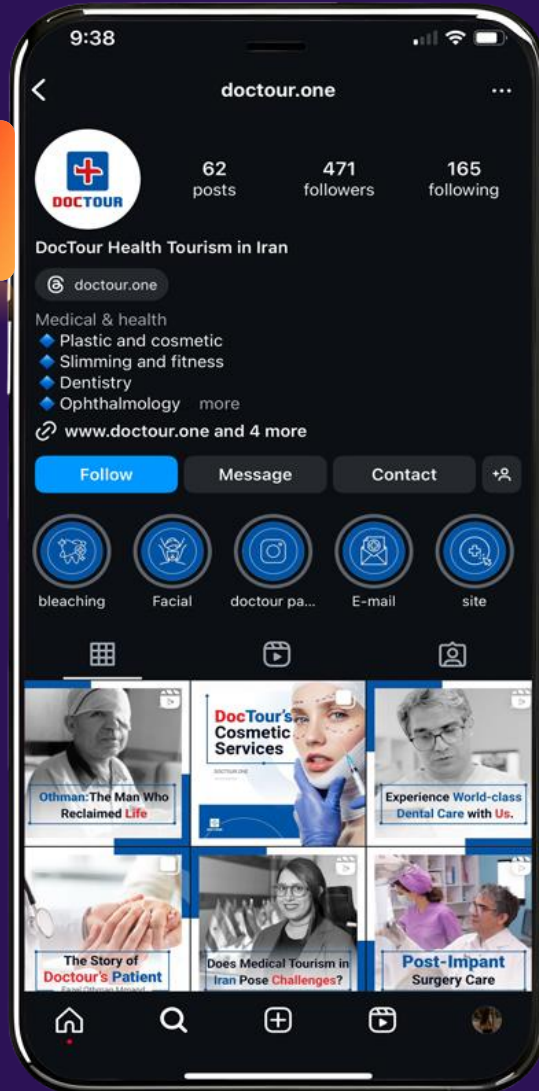 9:38
doctour.one
DOCTOUR
62
471
165
posts
followers
following
DocTour Health Tourism in Iran
doctour.one
Medical & health
Plastic and cosmetic
Slimming and fitness
Dentistry
Ophthalmology more
www.doctour.one and 4 more
Follow
Message
Contact
bleaching
Facial
doctour pa...
E-mail
site
Othman:The Man Who
Reclaimed Life
DocTour's
Cosmetic
Services
DOCTOUR.ONE
Experience World-class
Dental Care with Us.
The Story of
Doctour's Patient
Does Medical Tourism in
Iran Pose Challenges?
Post-Impant
Surgery Care